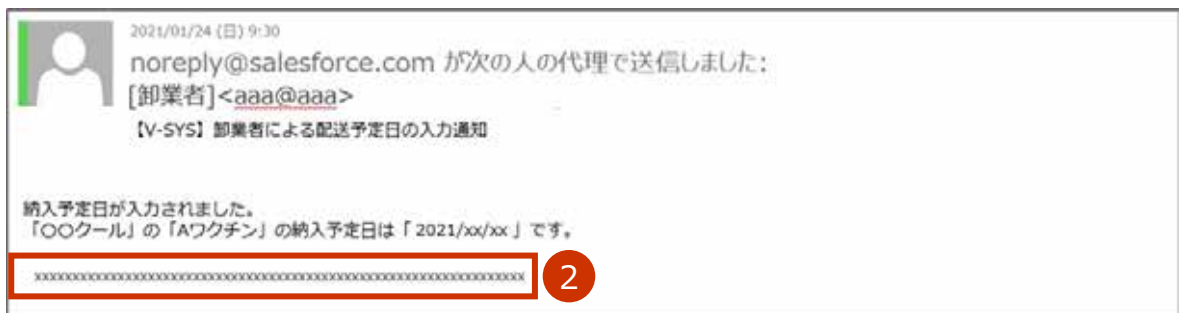 2021/01/24 (日) 9:30
noreply@salesforce.com が次の人の代理で送信しました:
[卸業者]<aaa@aaa>
【V-SYS】卸業者による配送予定日の入力通知
納入予定日が入力されました。
「〇〇クール」の「Aワクチン」の納入予定日は「 2021/xx/xx 」です。
xxxxxxxxxxxxxxxxxxxxxxxxxxxxxxxxxxxxxxxxxxxxxxxxxxxxxxxxxxxxxxxxx
2